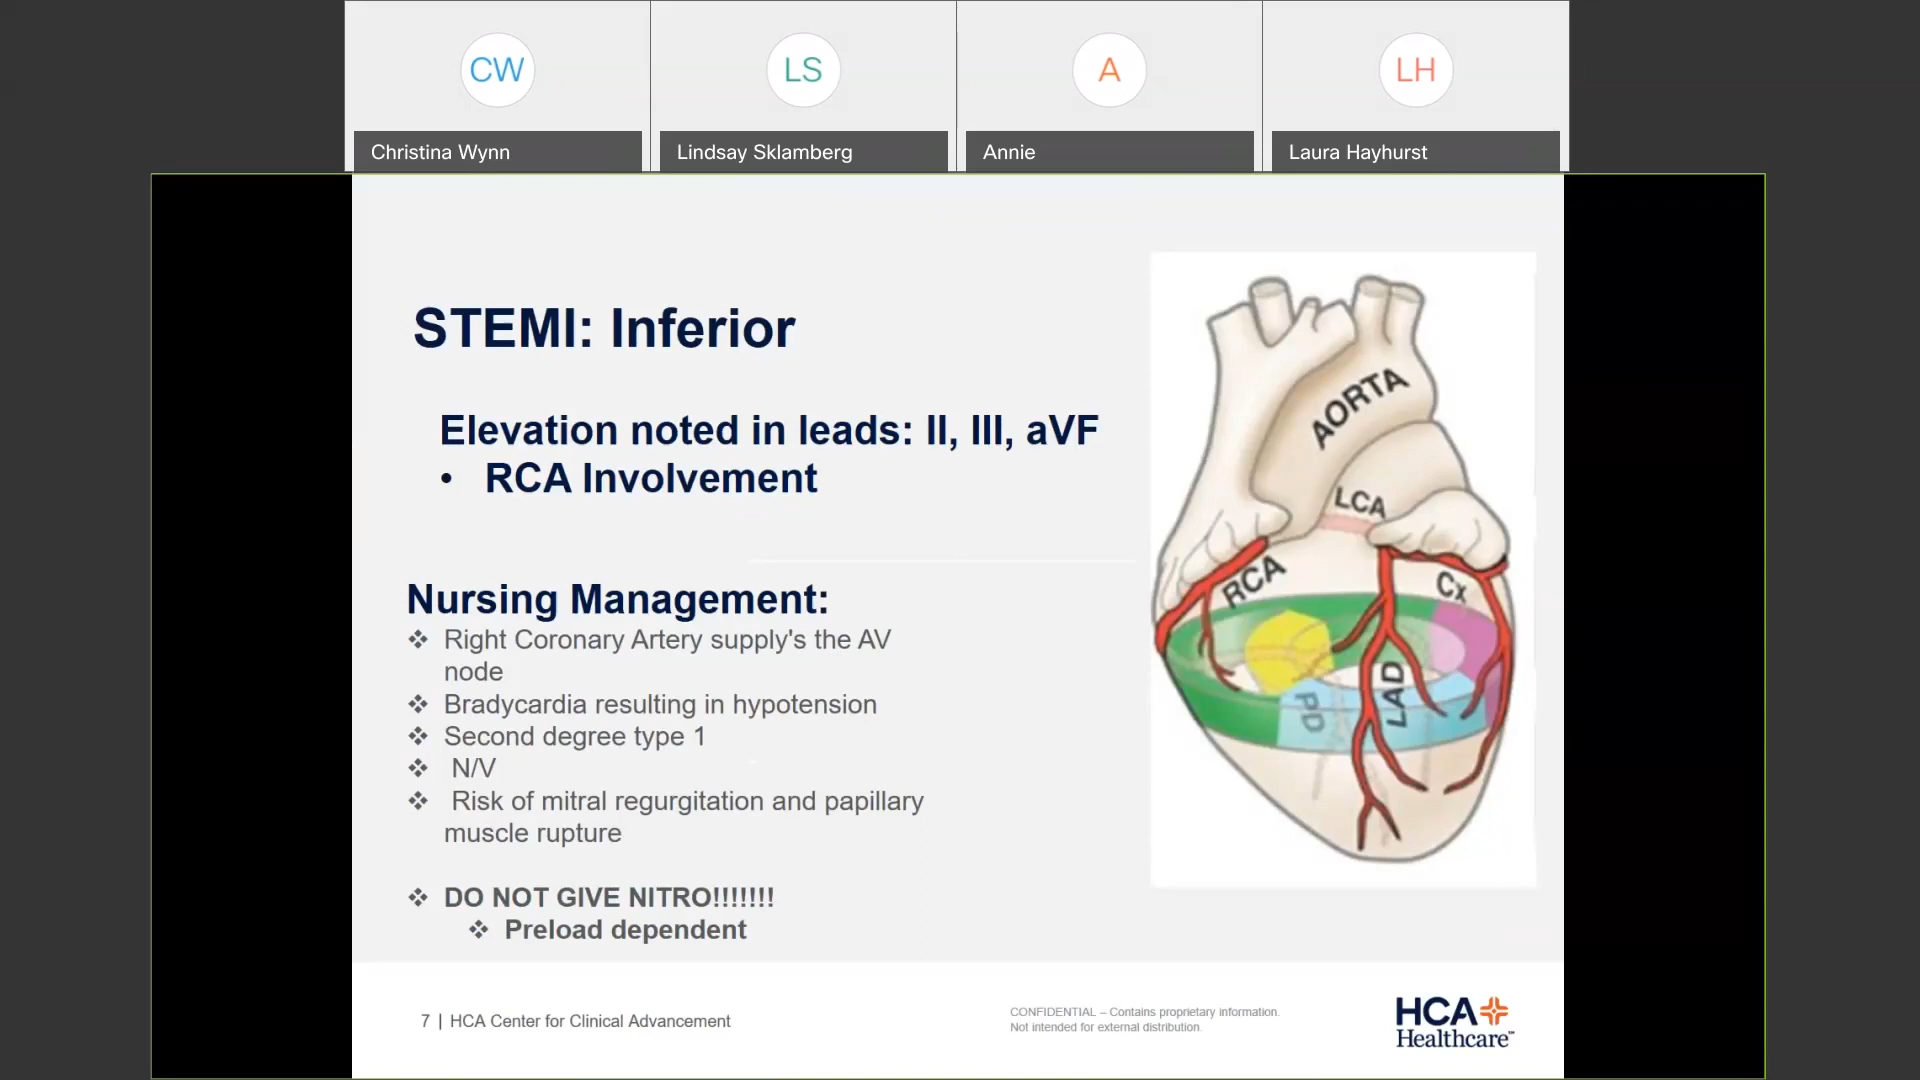 CW
LS
A
LH
Christina Wynn
Lindsay Sklamberg
Annie
Laura Hayhurst
STEMI: Inferior
Elevation noted in leads: II, III, aVF
• RCA Involvement
Nursing Management:
❖ Right Coronary Artery supply's the AV
node
❖ Bradycardia resulting in hypotension
❖ Second degree type 1
❖ N/V
❖ Risk of mitral regurgitation and papillary
muscle rupture
❖ DO NOT GIVE NITRO!!!!!!!
❖ Preload dependent
AORTA
LCA
RCA
Cx
LAD
PD
7 | HCA Center for Clinical Advancement
CONFIDENTIAL – Contains proprietary information.
Not intended for external distribution.
HCA
Healthcare™